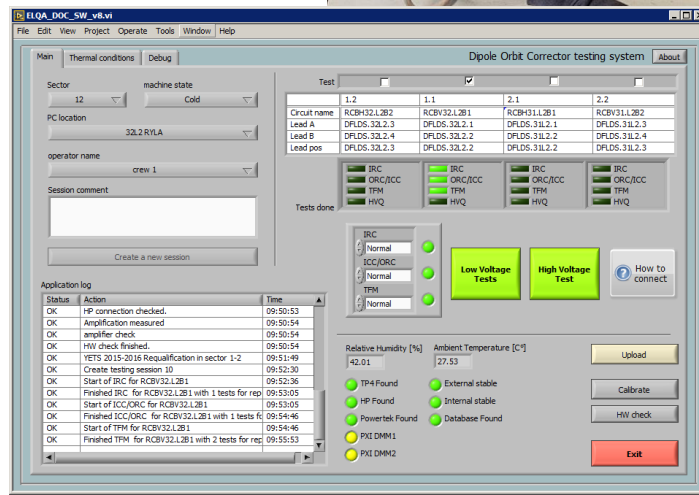 ELQA_DOC_SW_v8.vi
File Edit View Project Operate Tools Window Help
Main Thermal conditions Debug
Dipole Orbit Corrector testing system About
Sector machine state
12 Cold
PC location
32L2 RYLA
operator name
crew 1
Session comment
Create a new session
Test
1.2 1.1 2.1 2.2
Circuit name RCBH32.L2B2 RCBV32.L2B1 RCBH31.L2B1 RCBV31.L2B2
Lead A DFLDS.32L2.3 DFLDS.32L2.1 DFLDS.31L2.1 DFLDS.31L2.3
Lead B DFLDS.32L2.4 DFLDS.32L2.2 DFLDS.31L2.2 DFLDS.31L2.4
Lead pos DFLDS.32L2.3 DFLDS.32L2.2 DFLDS.31L2.2 DFLDS.31L2.3
IRC IRC IRC IRC
ORC/ICC ORC/ICC ORC/ICC ORC/ICC
TFM TFM TFM TFM
HVQ HVQ HVQ HVQ
Tests done
IRC
Normal
ICC/ORC
Normal
TFM
Normal
Low Voltage
Tests
High Voltage
Test
How to
connect
Application log
Status Action Time
OK HP connection checked. 09:50:53
OK Amplification measured 09:50:54
OK amplifier check 09:50:54
OK HW check finished. 09:50:54
OK YETS 2015-2016 Requalification in sector 1-2 09:51:49
OK Create testing session 10 09:52:30
OK Start of IRC for RCBV32.L2B1 09:52:36
OK Finished IRC for RCBV32.L2B1 with 1 tests for rep 09:53:05
OK Start of ICC/ORC for RCBV32.L2B1 09:53:05
OK Finished ICC/ORC for RCBV32.L2B1 with 1 tests fo 09:54:46
OK Start of TFM for RCBV32.L2B1 09:54:46
OK Finished TFM for RCBV32.L2B1 with 2 tests for rep 09:55:53
Relative Humidity [%] Ambient Temperature [C°]
42.01 27.53
TP4 Found External stable
HP Found Internal stable
Powertek Found Database Found
PXI DMM1
PXI DMM2
Upload
Calibrate
HW check
Exit